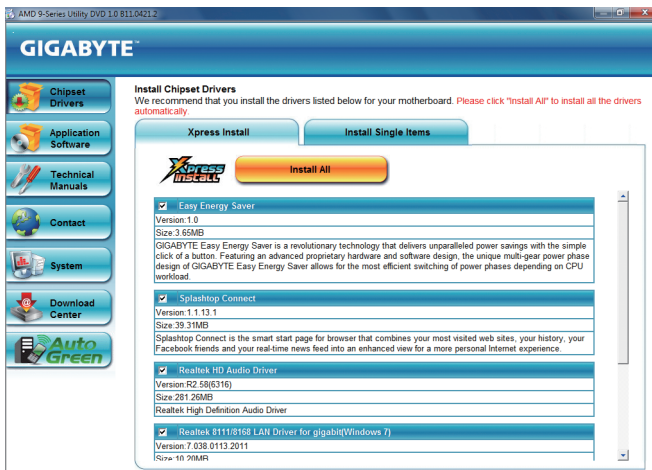 AMD 9-Series Utility DVD 1.0 B11.0421.2
GIGABYTE™
Chipset
Drivers
Application
Software
Technical
Manuals
Contact
System
Download
Center
Auto
Green
Install Chipset Drivers
We recommend that you install the drivers listed below for your motherboard. Please click "Install All" to install all the drivers
automatically.
Xpress Install
Install Single Items
Xpress
Install
Install All
Easy Energy Saver
Version:1.0
Size:3.65MB
GIGABYTE Easy Energy Saver is a revolutionary technology that delivers unparalleled power savings with the simple
click of a button. Featuring an advanced proprietary hardware and software design, the unique multi-gear power phase
design of GIGABYTE Easy Energy Saver allows for the most efficient switching of power phases depending on CPU
workload.
Splashtop Connect
Version:1.1.13.1
Size:39.31MB
Splashtop Connect is the smart start page for browser that combines your most visited web sites, your history, your
Facebook friends and your real-time news feed into an enhanced view for a more personal Internet experience.
Realtek HD Audio Driver
Version:R2.58(6316)
Size:281.26MB
Realtek High Definition Audio Driver
Realtek 8111/8168 LAN Driver for gigabit(Windows 7)
Version:7.038.0113.2011
Size:10.20MB